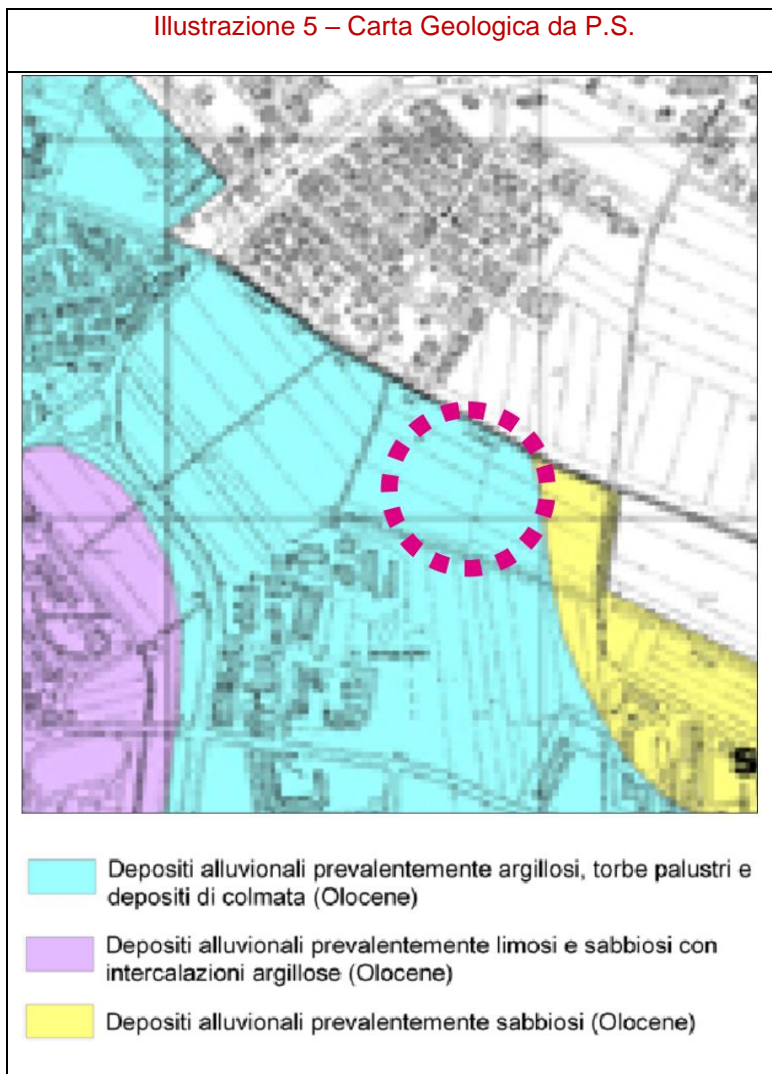 Illustrazione 5 – Carta Geologica da P.S.
S
Depositi alluvionali prevalentemente argillosi, torbe palustri e
depositi di colmata (Olocene)
Depositi alluvionali prevalentemente limosi e sabbiosi con
intercalazioni argillose (Olocene)
Depositi alluvionali prevalentemente sabbiosi (Olocene)